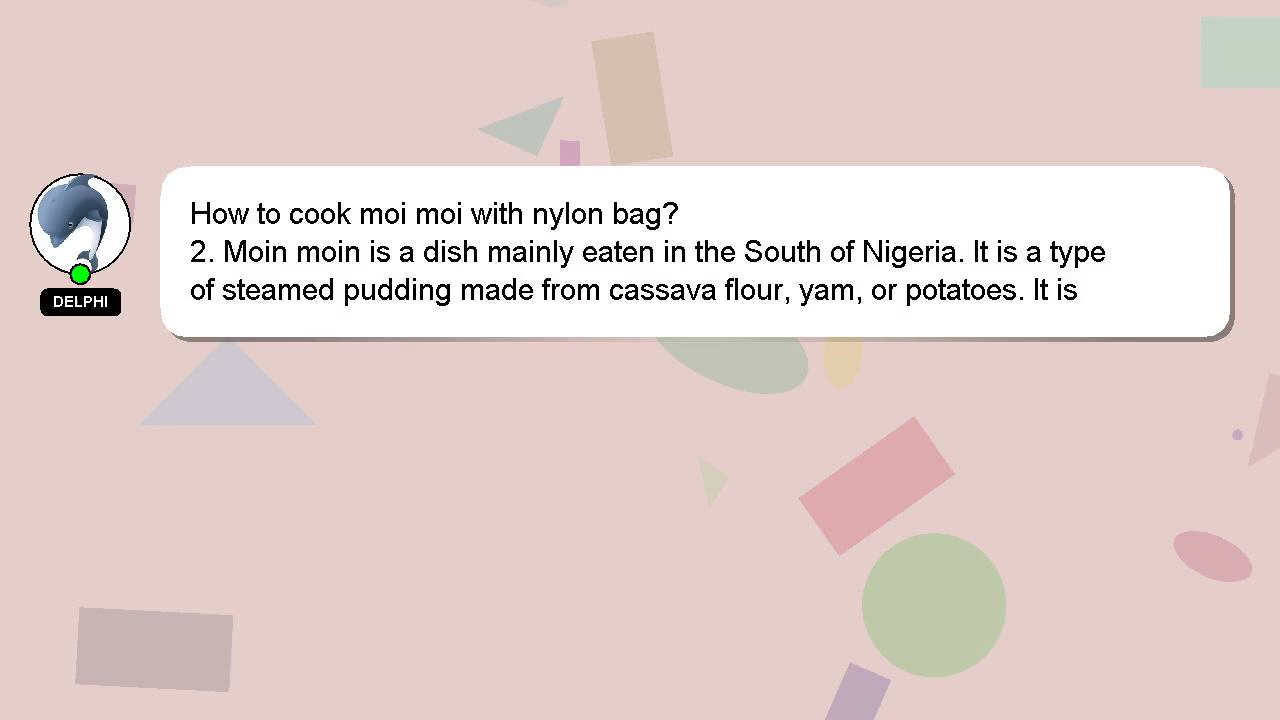 How to cook moi moi with nylon bag?
2. Moin moin is a dish mainly eaten in the South of Nigeria. It is a type
of steamed pudding made from cassava flour, yam, or potatoes. It is
DELPHI